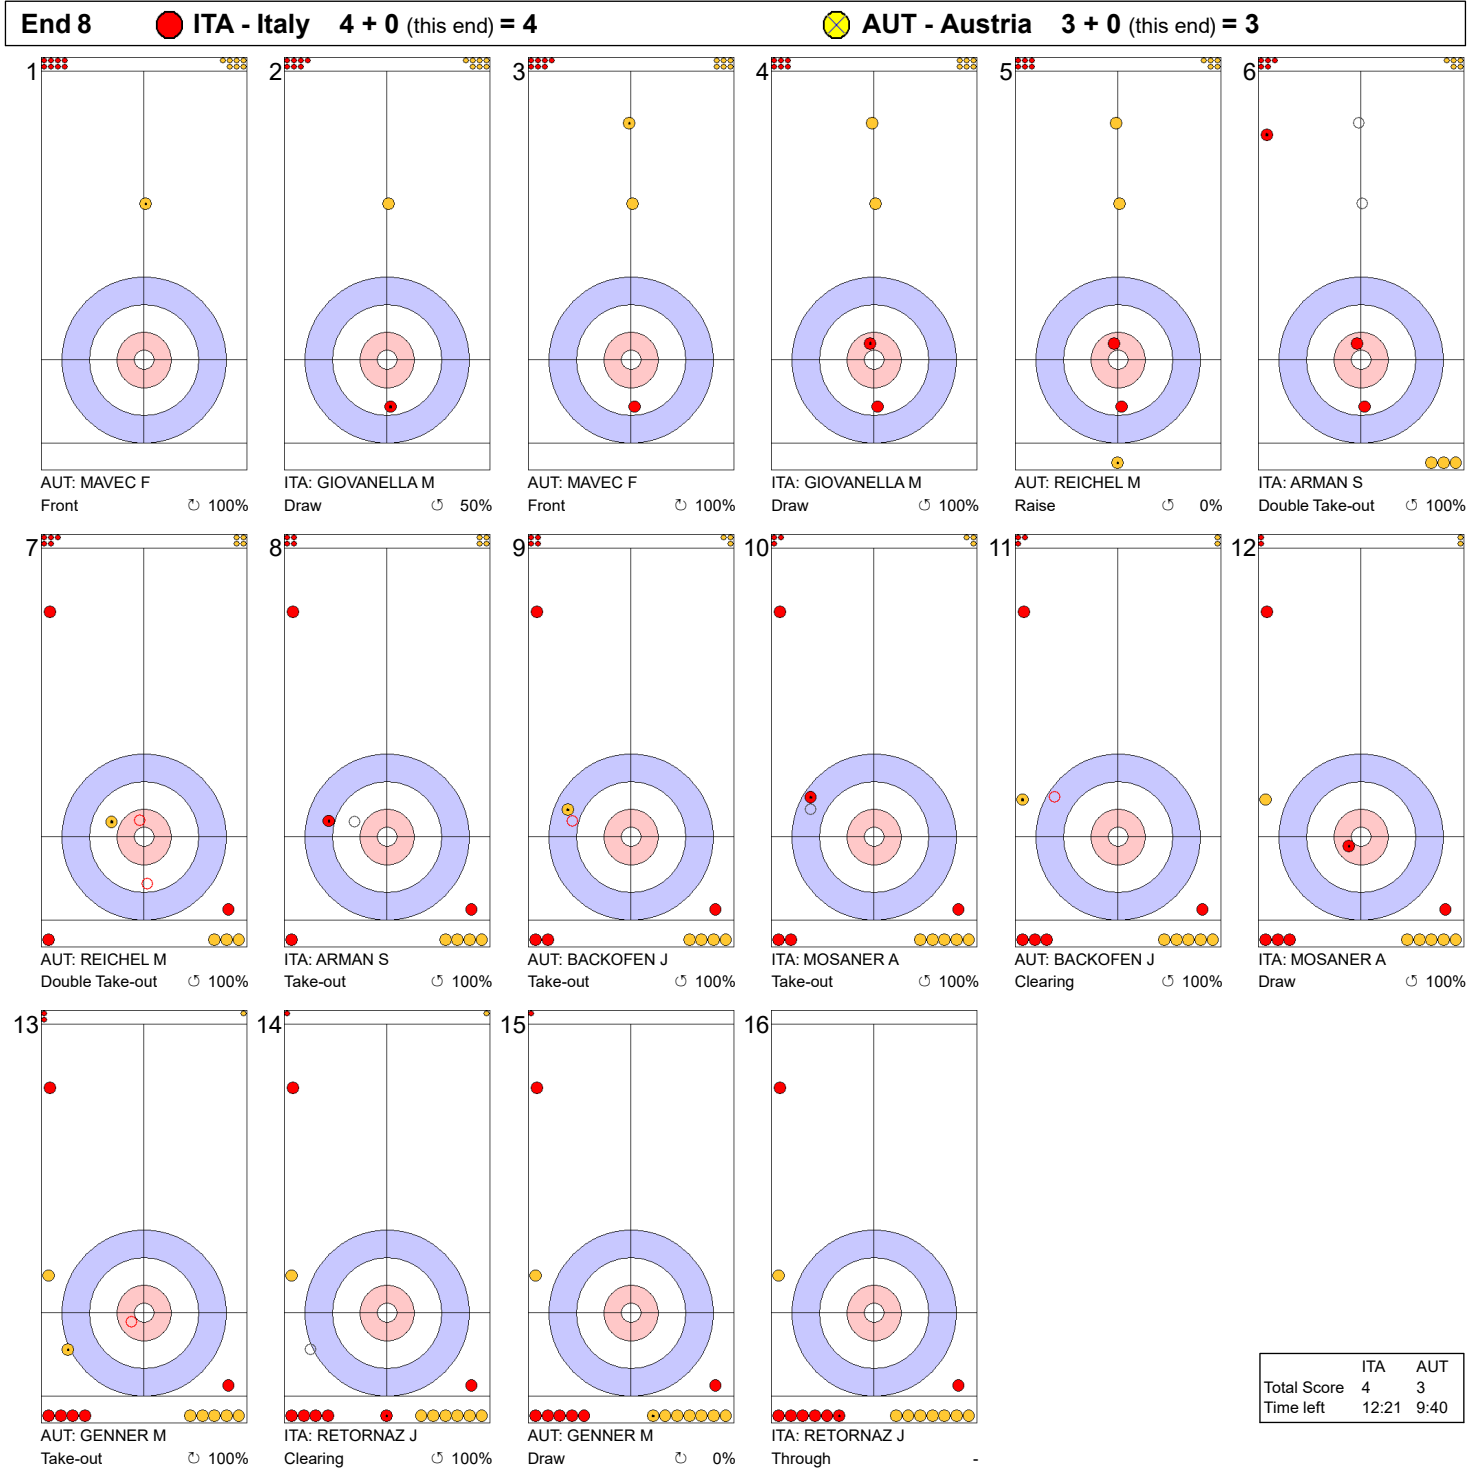 End 8 ITA - Italy 4 + 0 (this end) = 4 AUT - Austria 3 + 0 (this end) = 3
1 2 3 4 5 6
AUT: MAVEC F ITA: GIOVANELLA M AUT: MAVEC F ITA: GIOVANELLA M AUT: REICHEL M ITA: ARMAN S
Front ↻ 100% Draw ↺ 50% Front ↻ 100% Draw ↺ 100% Raise ↺ 0% Double Take-out ↺ 100%
7 8 9 10 11 12
AUT: REICHEL M ITA: ARMAN S AUT: BACKOFEN J ITA: MOSANER A AUT: BACKOFEN J ITA: MOSANER A
Double Take-out ↺ 100% Take-out ↺ 100% Take-out ↺ 100% Take-out ↺ 100% Clearing ↺ 100% Draw ↺ 100%
13 14 15 16
AUT: GENNER M ITA: RETORNAZ J AUT: GENNER M ITA: RETORNAZ J
Take-out ↻ 100% Clearing ↻ 100% Draw ↻ 0% Through -
ITA AUT
Total Score 4 3
Time left 12:21 9:40